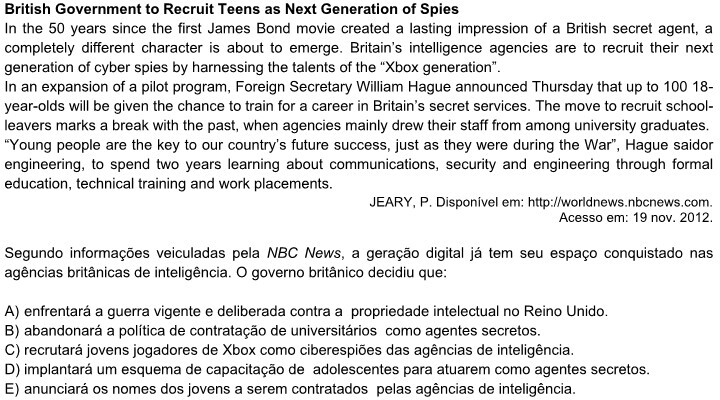 British Government to Recruit Teens as Next Generation of Spies
In the 50 years since the first James Bond movie created a lasting impression of a British secret agent, a
completely different character is about to emerge. Britain’s intelligence agencies are to recruit their next
generation of cyber spies by harnessing the talents of the “Xbox generation”.
In an expansion of a pilot program, Foreign Secretary William Hague announced Thursday that up to 100 18-
year-olds will be given the chance to train for a career in Britain’s secret services. The move to recruit school-
leavers marks a break with the past, when agencies mainly drew their staff from among university graduates.
“Young people are the key to our country’s future success, just as they were during the War”, Hague saidor
engineering, to spend two years learning about communications, security and engineering through formal
education, technical training and work placements.
JEARY, P. Disponível em: http://worldnews.nbcnews.com.
Acesso em: 19 nov. 2012.
Segundo informações veiculadas pela NBC News, a geração digital já tem seu espaço conquistado nas
agências britânicas de inteligência. O governo britânico decidiu que:
A) enfrentará a guerra vigente e deliberada contra a propriedade intelectual no Reino Unido.
B) abandonará a política de contratação de universitários como agentes secretos.
C) recrutará jovens jogadores de Xbox como ciberespiões das agências de inteligência.
D) implantará um esquema de capacitação de adolescentes para atuarem como agentes secretos.
E) anunciará os nomes dos jovens a serem contratados pelas agências de inteligência.